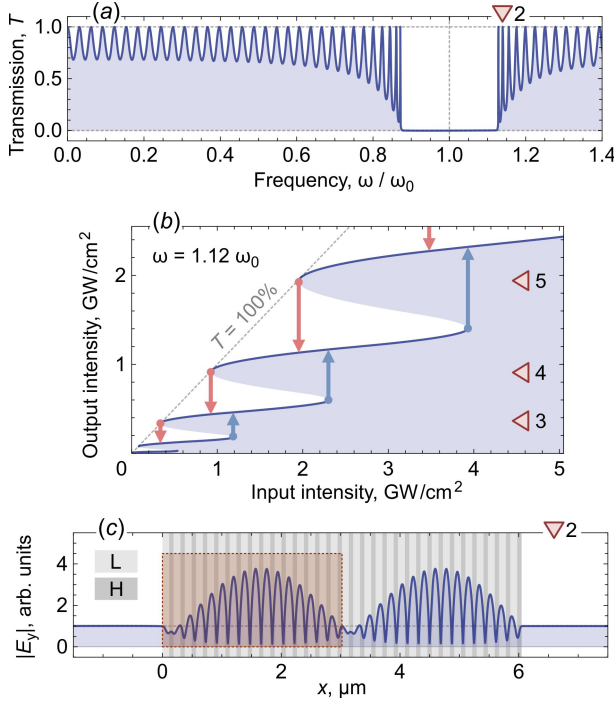 (a)
2
Transmission, T
1.0
0.5
0.0
0.0 0.2 0.4 0.6 0.8 1.0 1.2 1.4
Frequency, ω / ω₀
(b)
ω = 1.12 ω₀
T = 100%
Output intensity, GW/cm²
2
1
0
5
4
3
0 1 2 3 4 5
Input intensity, GW/cm²
(c)
2
L
H
|Eᵧ|, arb. units
4
2
0
0 2 4 6
x, μm